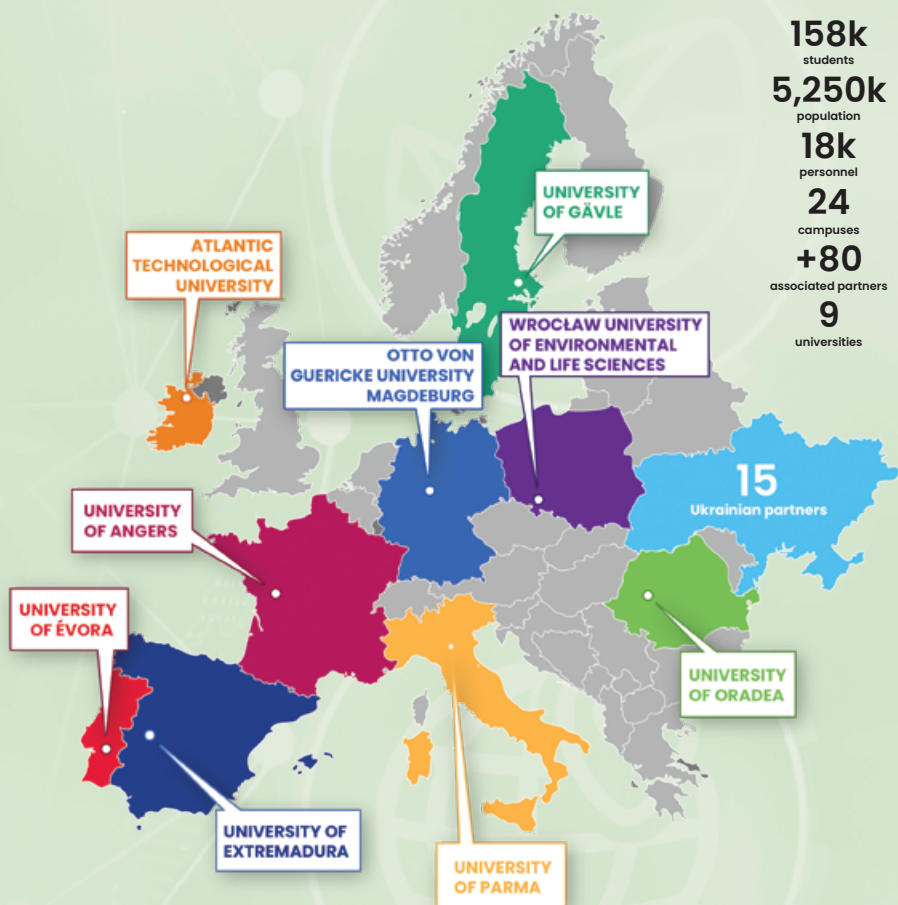 158k
students
5,250k
population
18k
personnel
24
campuses
+80
associated partners
9
universities
UNIVERSITY
OF GÄVLE
ATLANTIC
TECHNOLOGICAL
UNIVERSITY
WROCŁAW UNIVERSITY
OF ENVIRONMENTAL
AND LIFE SCIENCES
OTTO VON
GUERICKE UNIVERSITY
MAGDEBURG
15
Ukrainian partners
UNIVERSITY
OF ANGERS
UNIVERSITY
OF ÉVORA
UNIVERSITY
OF ORADEA
UNIVERSITY OF
EXTREMADURA
UNIVERSITY
OF PARMA